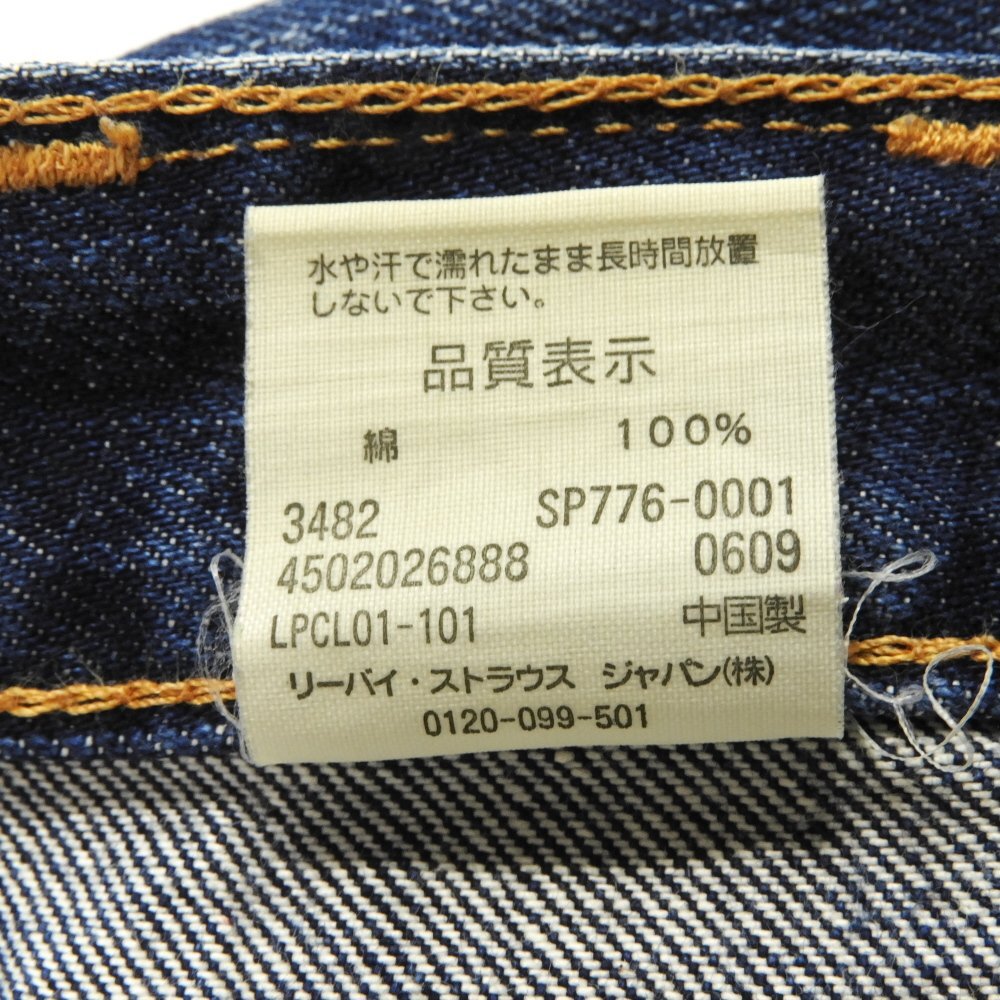 水や汗で濡れたまま長時間放置
しないで下さい。
品質表示
綿 100%
3482 SP776-0001
4502026888 0609
LPCL01-101 中国製
リーバイ・ストラウス ジャパン(株)
0120-099-501